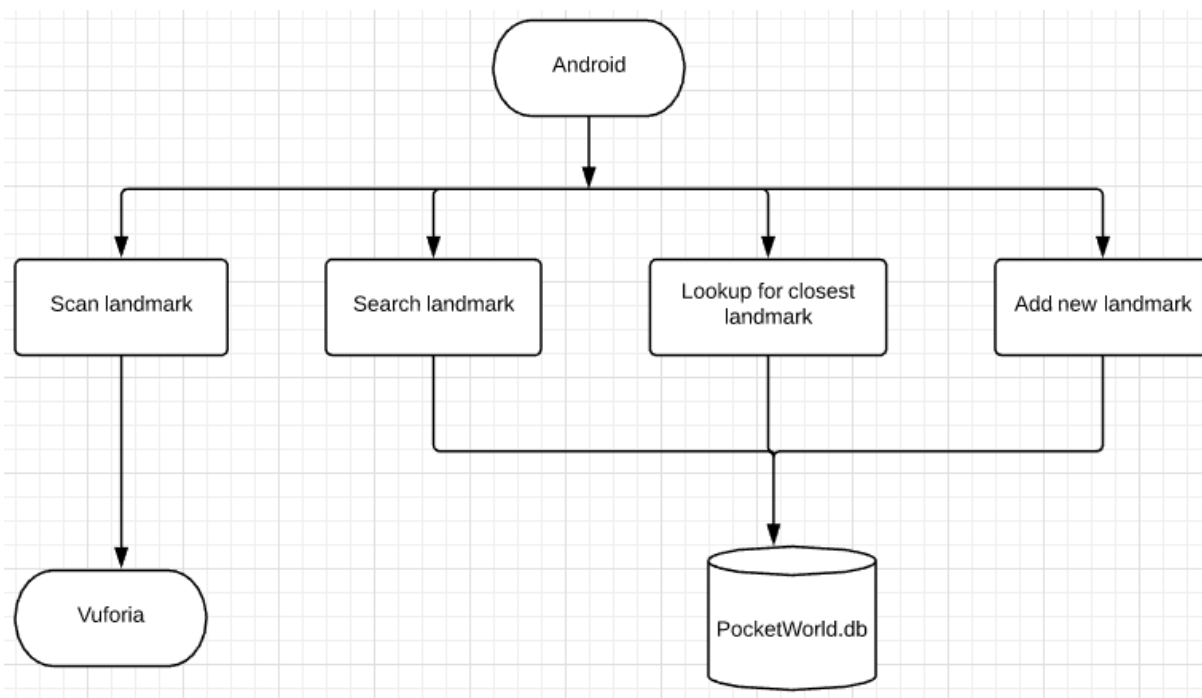 Android
Scan landmark
Search landmark
Lookup for closest
landmark
Add new landmark
Vuforia
PocketWorld.db